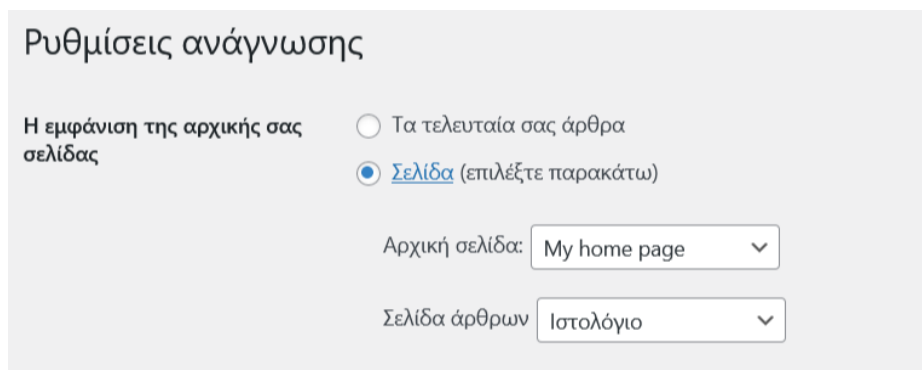 Ρυθμίσεις ανάγνωσης
Η εμφάνιση της αρχικής σας
σελίδας
Τα τελευταία σας άρθρα
Σελίδα (επιλέξτε παρακάτω)
Αρχική σελίδα: My home page
Σελίδα άρθρων Ιστολόγιο